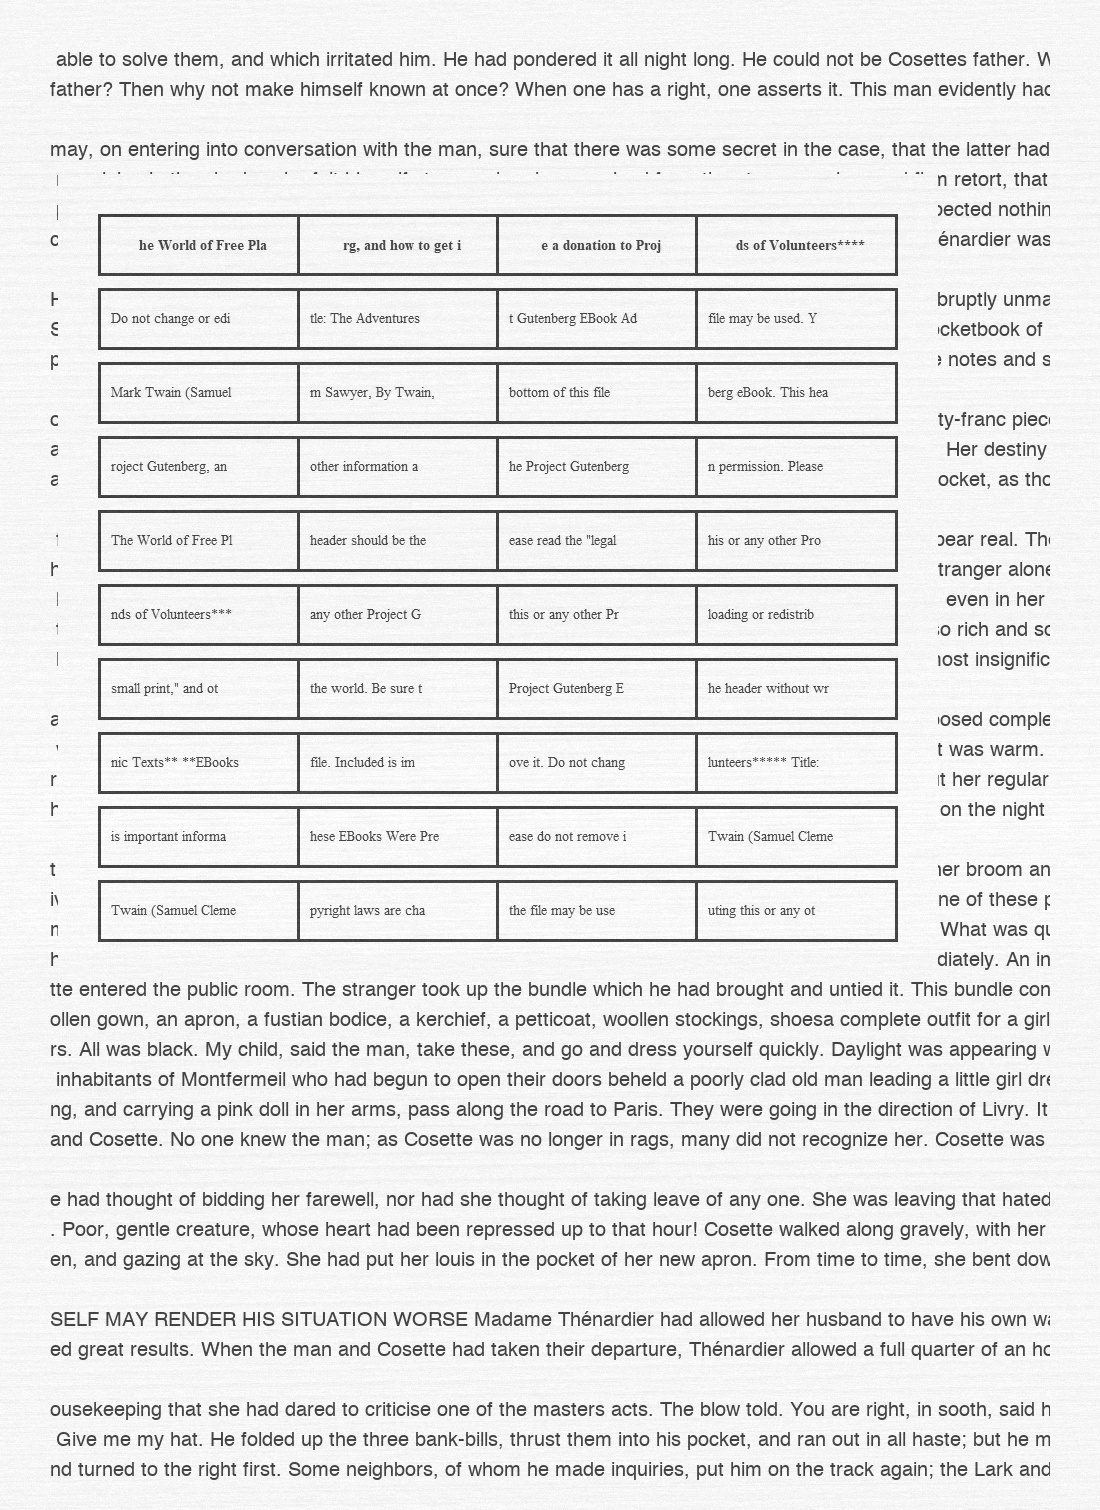 able to solve them, and which irritated him. He had pondered it all night long. He could not be Cosettes father. W
father? Then why not make himself known at once? When one has a right, one asserts it. This man evidently had
may, on entering into conversation with the man, sure that there was some secret in the case, that the latter had
he World of Free Pla rg, and how to get i e a donation to Proj ds of Volunteers****
Do not change or edi tle: The Adventures t Gutenberg EBook Ad file may be used. Y
Mark Twain (Samuel m Sawyer, By Twain, bottom of this file berg eBook. This hea
roject Gutenberg, an other information a he Project Gutenberg n permission. Please
The World of Free Pl header should be the ease read the "legal his or any other Pro
nds of Volunteers*** any other Project G this or any other Pr loading or redistrib
small print," and ot the world. Be sure t Project Gutenberg E he header without wr
nic Texts** **EBooks file. Included is im ove it. Do not chang lunteers***** Title:
is important informa hese EBooks Were Pre ease do not remove i Twain (Samuel Cleme
Twain (Samuel Cleme pyright laws are cha the file may be use uting this or any ot
m retort, that
pected nothin
énardier was
bruptly unma
ocketbook of
notes and s
ty-franc piec
Her destiny
ocket, as tho
pear real. The
tranger alone
even in her
so rich and so
most insignific
posed comple
t was warm.
ut her regular
on the night
her broom an
ne of these p
What was qu
diately. An in
tte entered the public room. The stranger took up the bundle which he had brought and untied it. This bundle con
ollen gown, an apron, a fustian bodice, a kerchief, a petticoat, woollen stockings, shoesa complete outfit for a girl
rs. All was black. My child, said the man, take these, and go and dress yourself quickly. Daylight was appearing w
inhabitants of Montfermeil who had begun to open their doors beheld a poorly clad old man leading a little girl dre
ng, and carrying a pink doll in her arms, pass along the road to Paris. They were going in the direction of Livry. It
and Cosette. No one knew the man; as Cosette was no longer in rags, many did not recognize her. Cosette was
e had thought of bidding her farewell, nor had she thought of taking leave of any one. She was leaving that hated
. Poor, gentle creature, whose heart had been repressed up to that hour! Cosette walked along gravely, with her
en, and gazing at the sky. She had put her louis in the pocket of her new apron. From time to time, she bent dow
SELF MAY RENDER HIS SITUATION WORSE Madame Thénardier had allowed her husband to have his own wa
ed great results. When the man and Cosette had taken their departure, Thénardier allowed a full quarter of an ho
ousekeeping that she had dared to criticise one of the masters acts. The blow told. You are right, in sooth, said h
Give me my hat. He folded up the three bank-bills, thrust them into his pocket, and ran out in all haste; but he m
nd turned to the right first. Some neighbors, of whom he made inquiries, put him on the track again; the Lark and